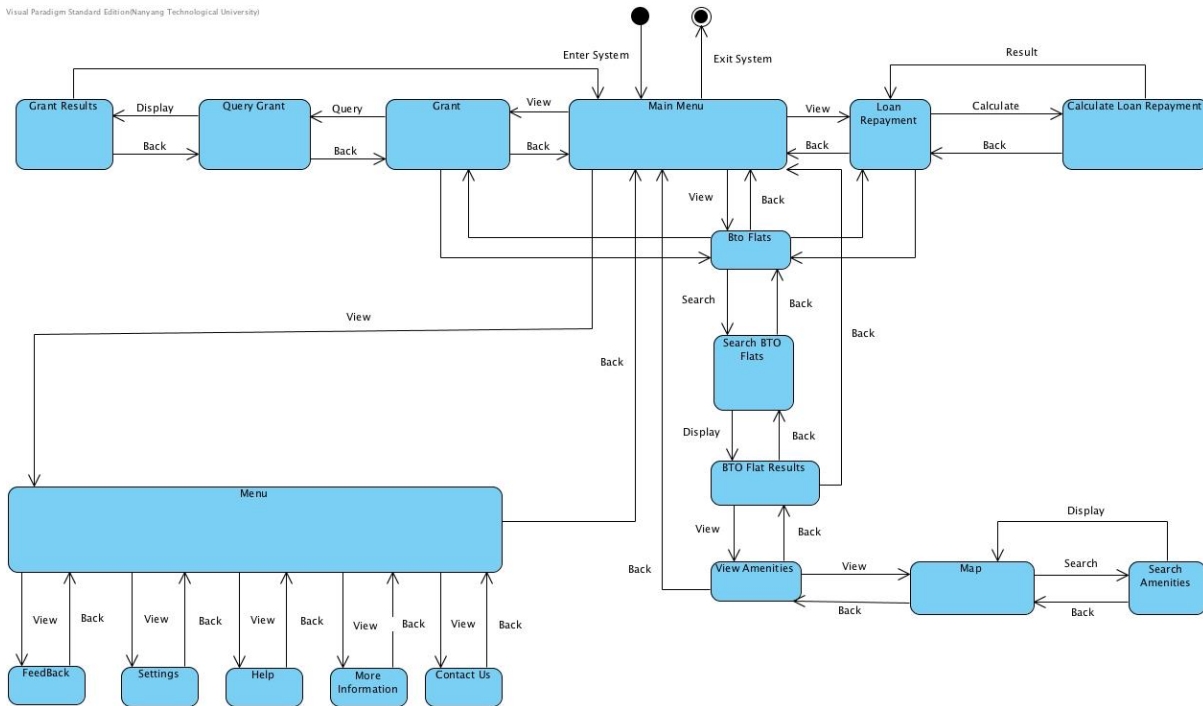 Visual Paradigm Standard Edition(Nanyang Technological University)
Enter System
Exit System
Result
Grant Results
Display
Query Grant
Query
Grant
View
Main Menu
View
Loan
Repayment
Calculate
Calculate Loan Repayment
Back
Back
Back
Back
Back
View
Back
Bto Flats
View
Search
Back
Back
Search BTO
Flats
Back
Display
Back
BTO Flat Results
Menu
View
Back
Display
Back
View Amenities
View
Map
Search
Search
Amenities
Back
Back
View
Back
View
Back
View
Back
View
Back
View
Back
FeedBack
Settings
Help
More
Information
Contact Us